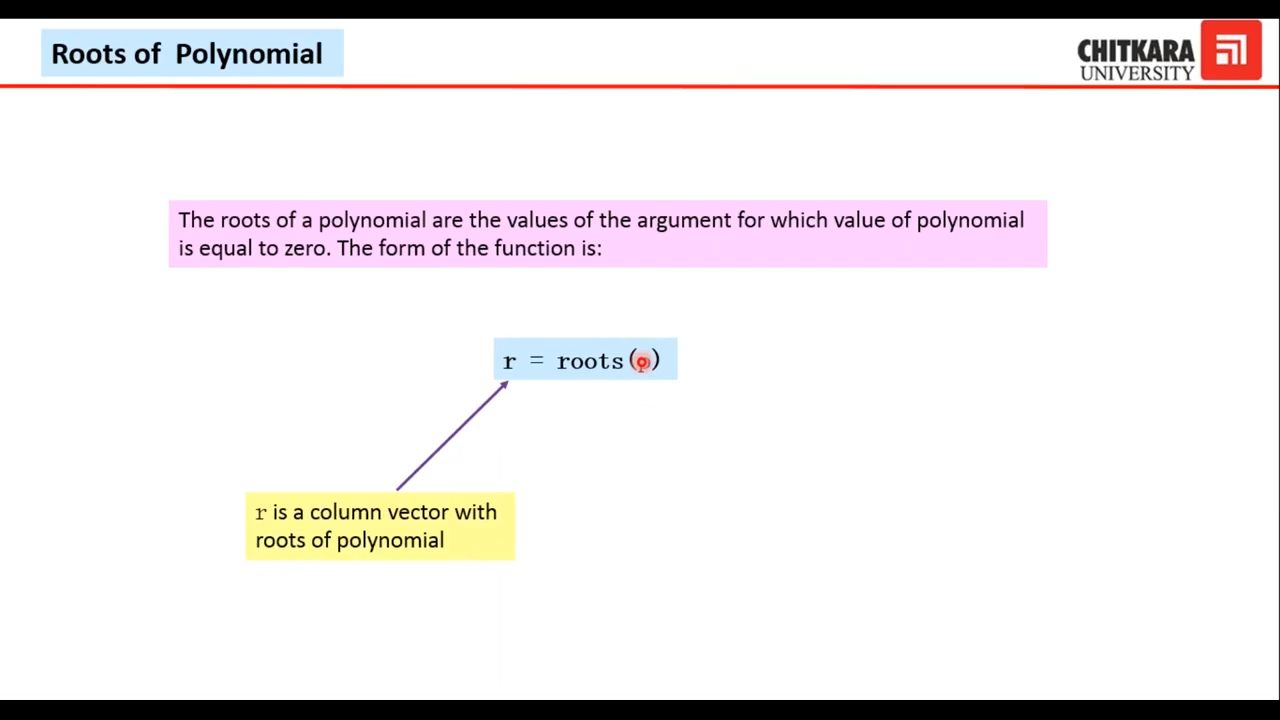 Roots of Polynomial
CHITKARA
UNIVERSITY
The roots of a polynomial are the values of the argument for which value of polynomial
is equal to zero. The form of the function is:
r = roots(p)
r is a column vector with
roots of polynomial